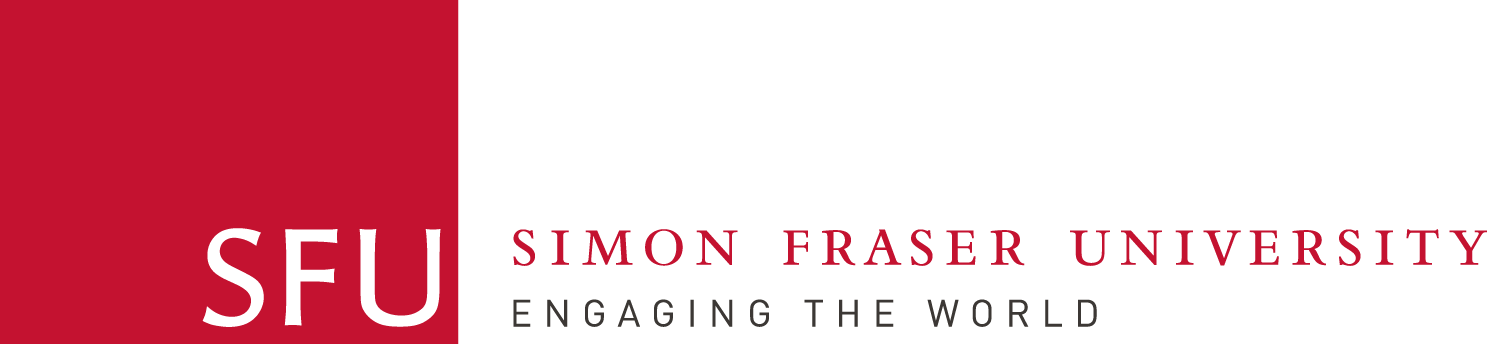 SFU
SIMON FRASER UNIVERSITY
ENGAGING THE WORLD